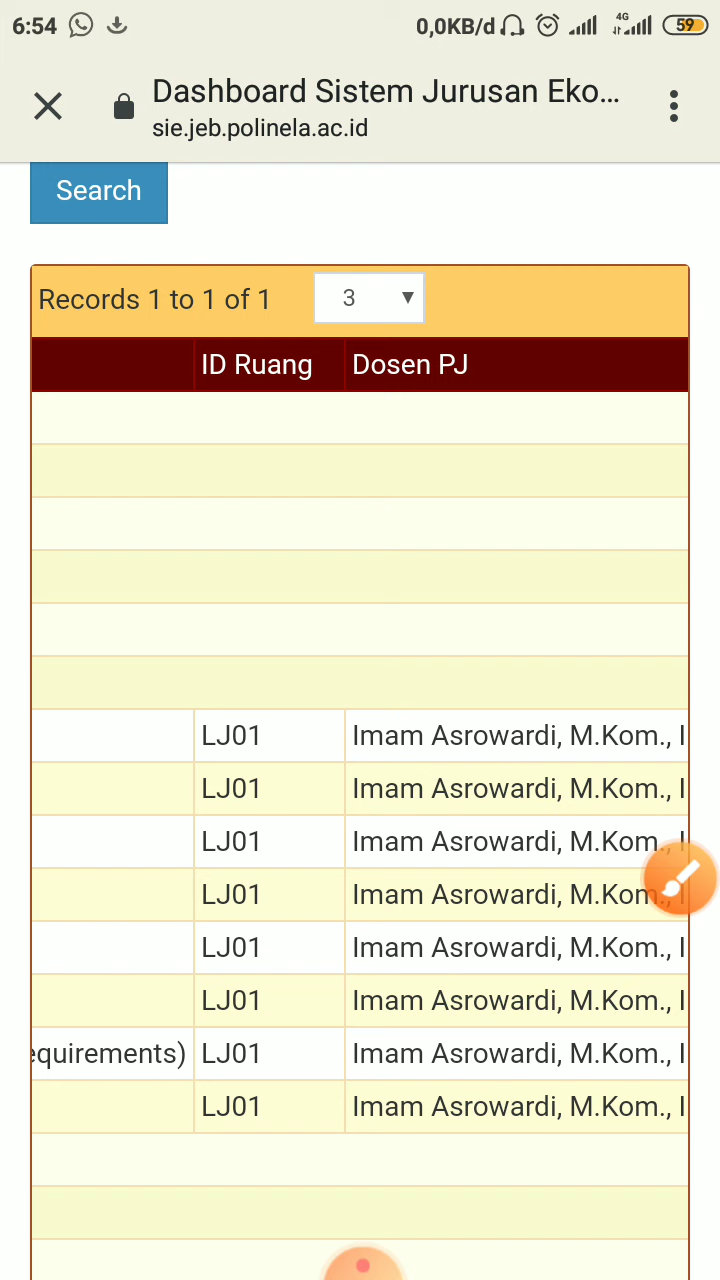 6:54 0,0KB/d 4G 59
Dashboard Sistem Jurusan Eko...
sie.jeb.polinela.ac.id
Search
Records 1 to 1 of 1 3
ID Ruang Dosen PJ
LJ01 Imam Asrowardi, M.Kom., I
LJ01 Imam Asrowardi, M.Kom., I
LJ01 Imam Asrowardi, M.Kom., I
LJ01 Imam Asrowardi, M.Kom., I
LJ01 Imam Asrowardi, M.Kom., I
LJ01 Imam Asrowardi, M.Kom., I
equirements) LJ01 Imam Asrowardi, M.Kom., I
LJ01 Imam Asrowardi, M.Kom., I